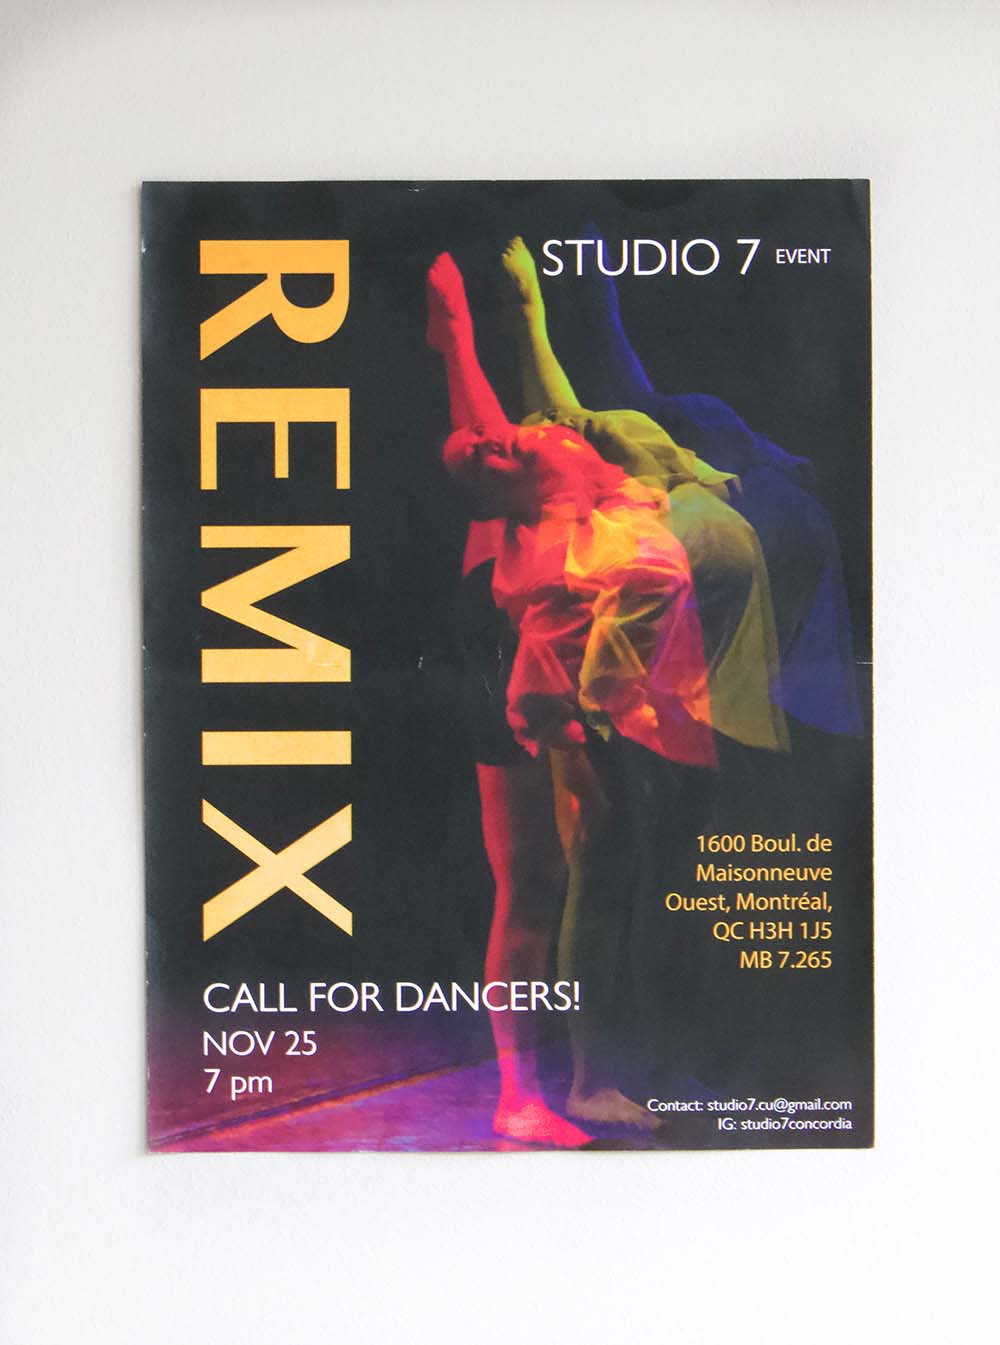 REMIX
STUDIO 7 EVENT
1600 Boul. de
Maisonneuve
Ouest, Montréal,
QC H3H 1J5
MB 7.265
CALL FOR DANCERS!
NOV 25
7 pm
Contact: studio7.cu@gmail.com
IG: studio7concordia